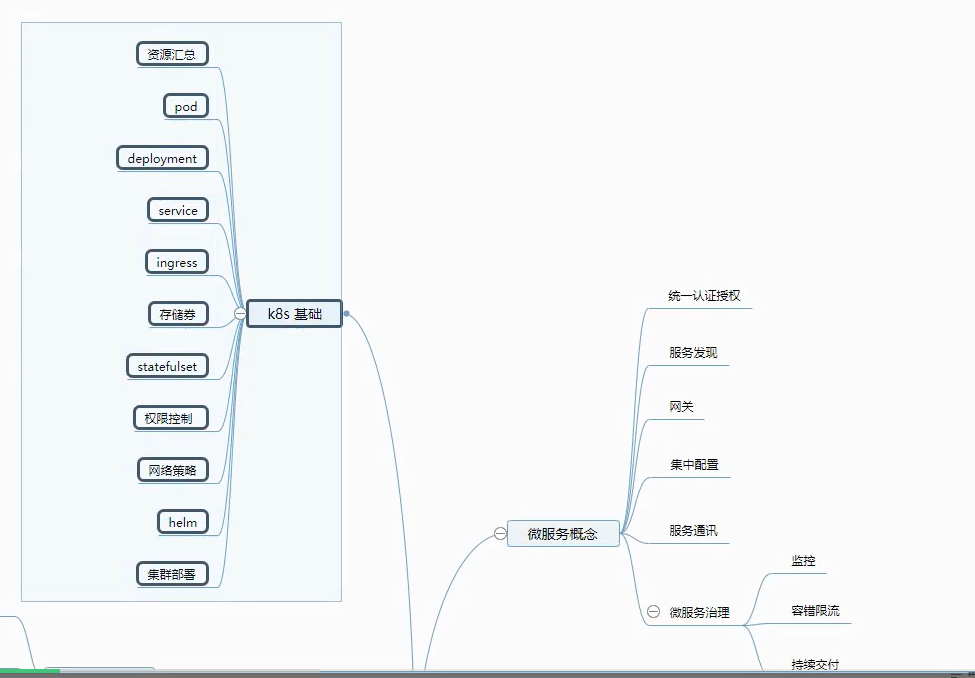 资源汇总
pod
deployment
service
ingress
存储券
statefulset
权限控制
网络策略
helm
集群部署
k8s 基础
微服务概念
统一认证授权
服务发现
网关
集中配置
服务通讯
微服务治理
监控
容错限流
持续交付